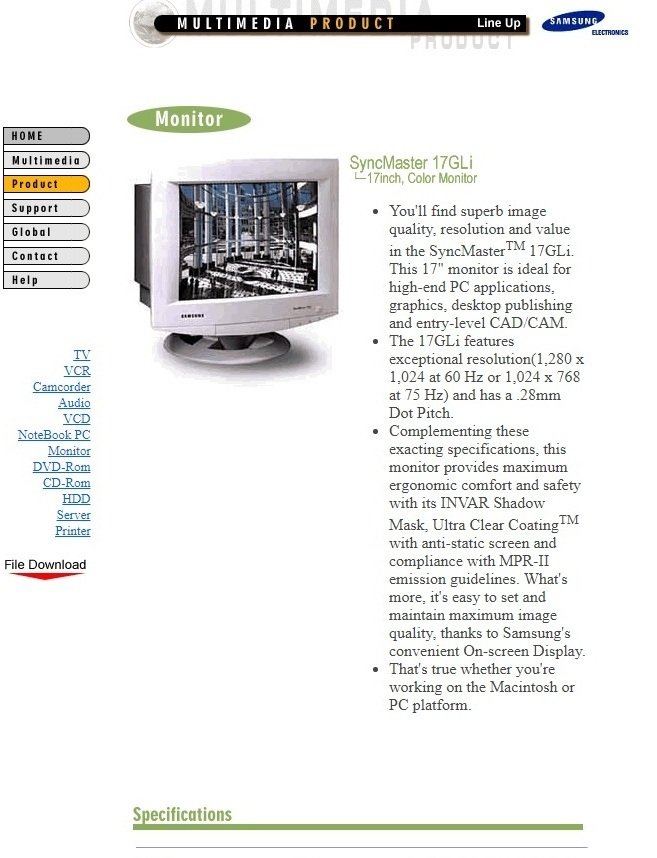 MULTIMEDIA
PRODUCT
MULTIMEDIA PRODUCT
Line Up
SAMSUNG
ELECTRONICS
Monitor
HOME
Multimedia
Product
Support
Global
Contact
Help
TV
VCR
Camcorder
Audio
VCD
NoteBook PC
Monitor
DVD-Rom
CD-Rom
HDD
Server
Printer
File Download
SAMSUNG
SyncMaster 17GLi
17inch, Color Monitor
• You'll find superb image
quality, resolution and value
in the SyncMaster™ 17GLi.
This 17" monitor is ideal for
high-end PC applications,
graphics, desktop publishing
and entry-level CAD/CAM.
• The 17GLi features
exceptional resolution(1,280 x
1,024 at 60 Hz or 1,024 x 768
at 75 Hz) and has a .28mm
Dot Pitch.
• Complementing these
exacting specifications, this
monitor provides maximum
ergonomic comfort and safety
with its INVAR Shadow
Mask, Ultra Clear Coating™
with anti-static screen and
compliance with MPR-II
emission guidelines. What's
more, it's easy to set and
maintain maximum image
quality, thanks to Samsung's
convenient On-screen Display.
• That's true whether you're
working on the Macintosh or
PC platform.
Specifications